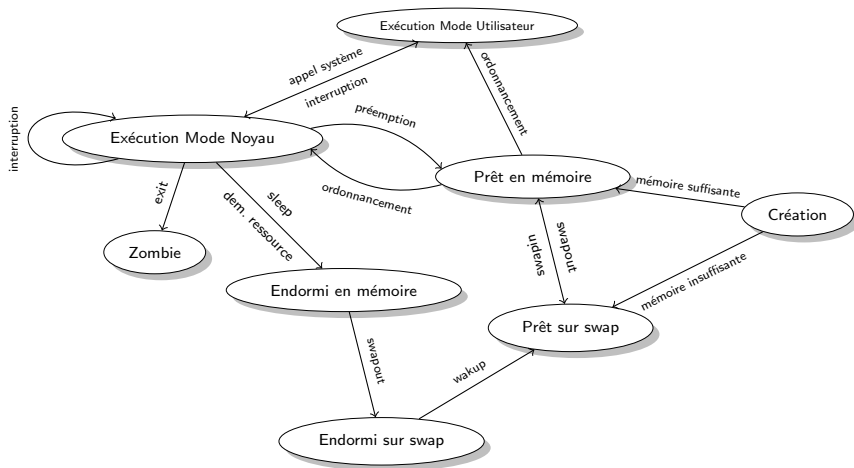 Exécution Mode Utilisateur
appel système
interruption
ordonnancement
interruption
Exécution Mode Noyau
préemption
ordonnancement
Prêt en mémoire
mémoire suffisante
Création
exit
sleep
dem. ressource
Zombie
swapout
swapin
mémoire insuffisante
Endormi en mémoire
Prêt sur swap
swapout
wakup
Endormi sur swap